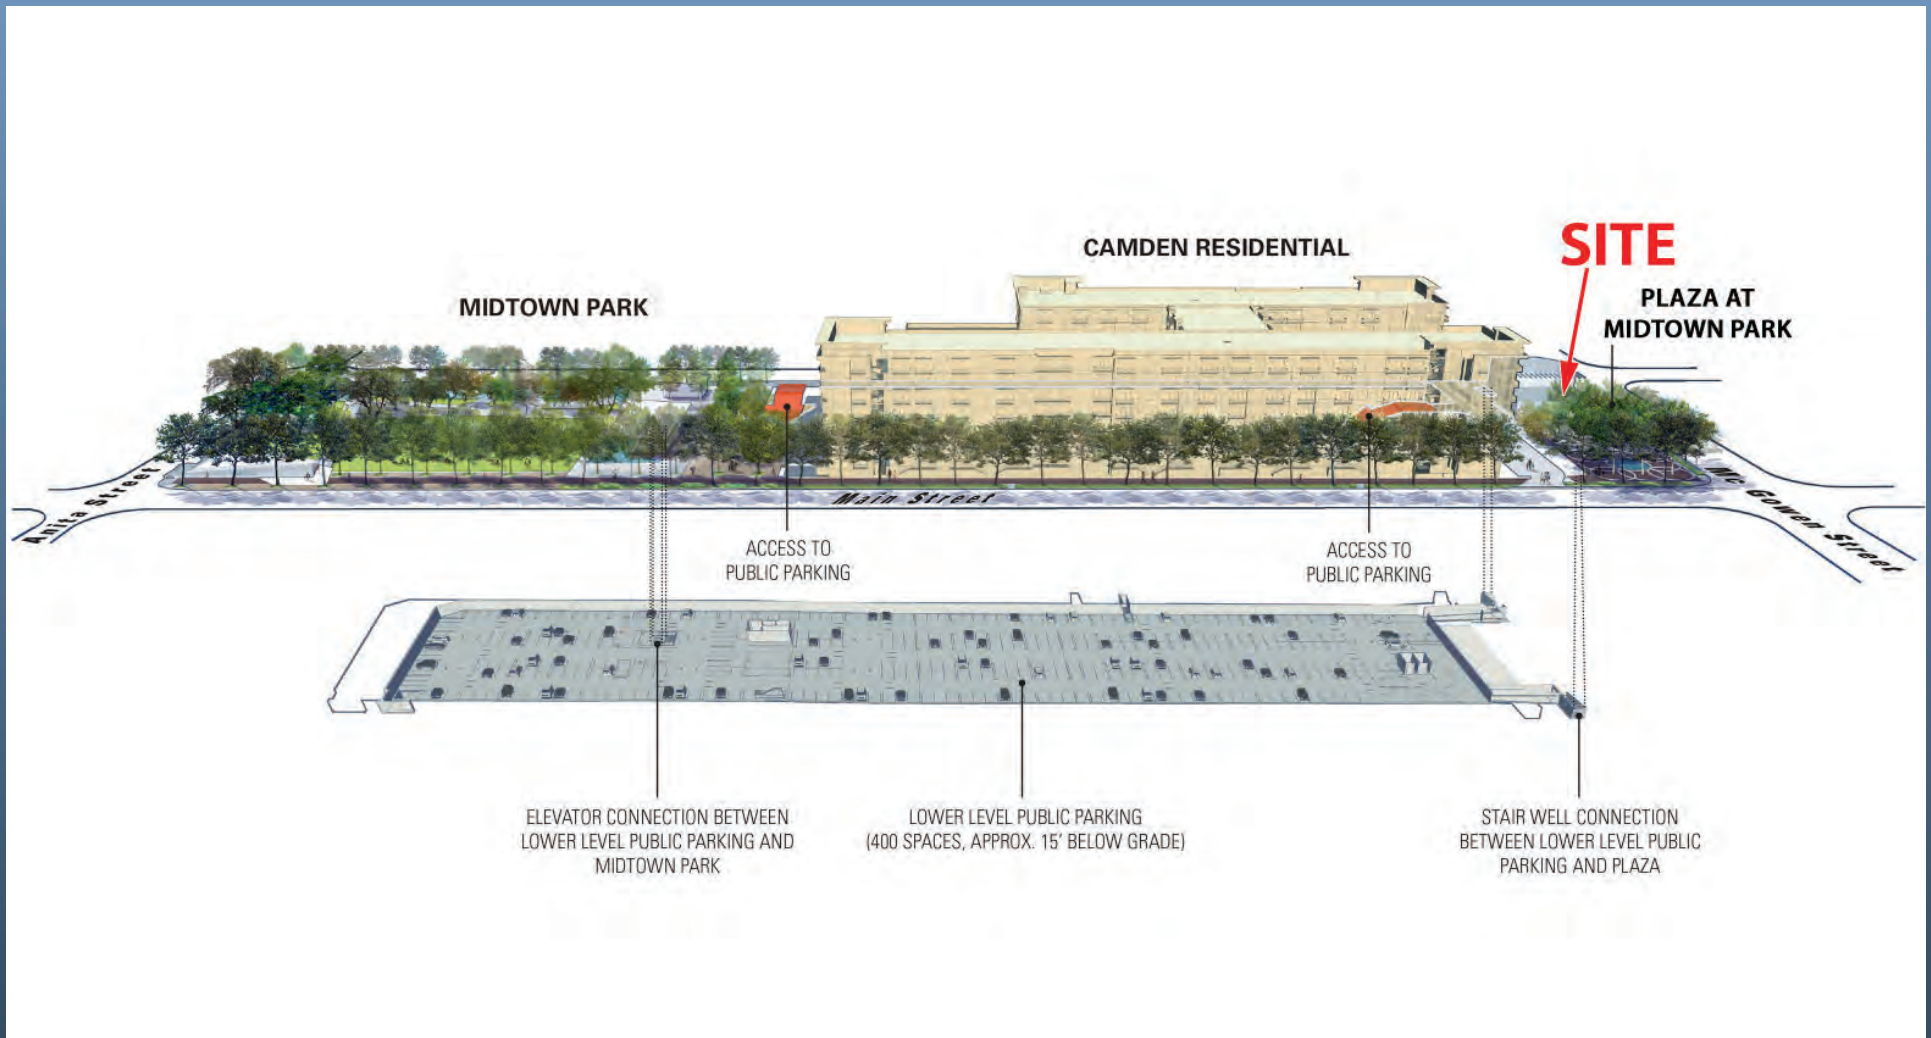 SITE
CAMDEN RESIDENTIAL
PLAZA AT
MIDTOWN PARK
MIDTOWN PARK
Anita Street
Main Street
Mc Gowen Street
ACCESS TO
PUBLIC PARKING
ACCESS TO
PUBLIC PARKING
ELEVATOR CONNECTION BETWEEN
LOWER LEVEL PUBLIC PARKING AND
MIDTOWN PARK
LOWER LEVEL PUBLIC PARKING
(400 SPACES, APPROX. 15' BELOW GRADE)
STAIR WELL CONNECTION
BETWEEN LOWER LEVEL PUBLIC
PARKING AND PLAZA